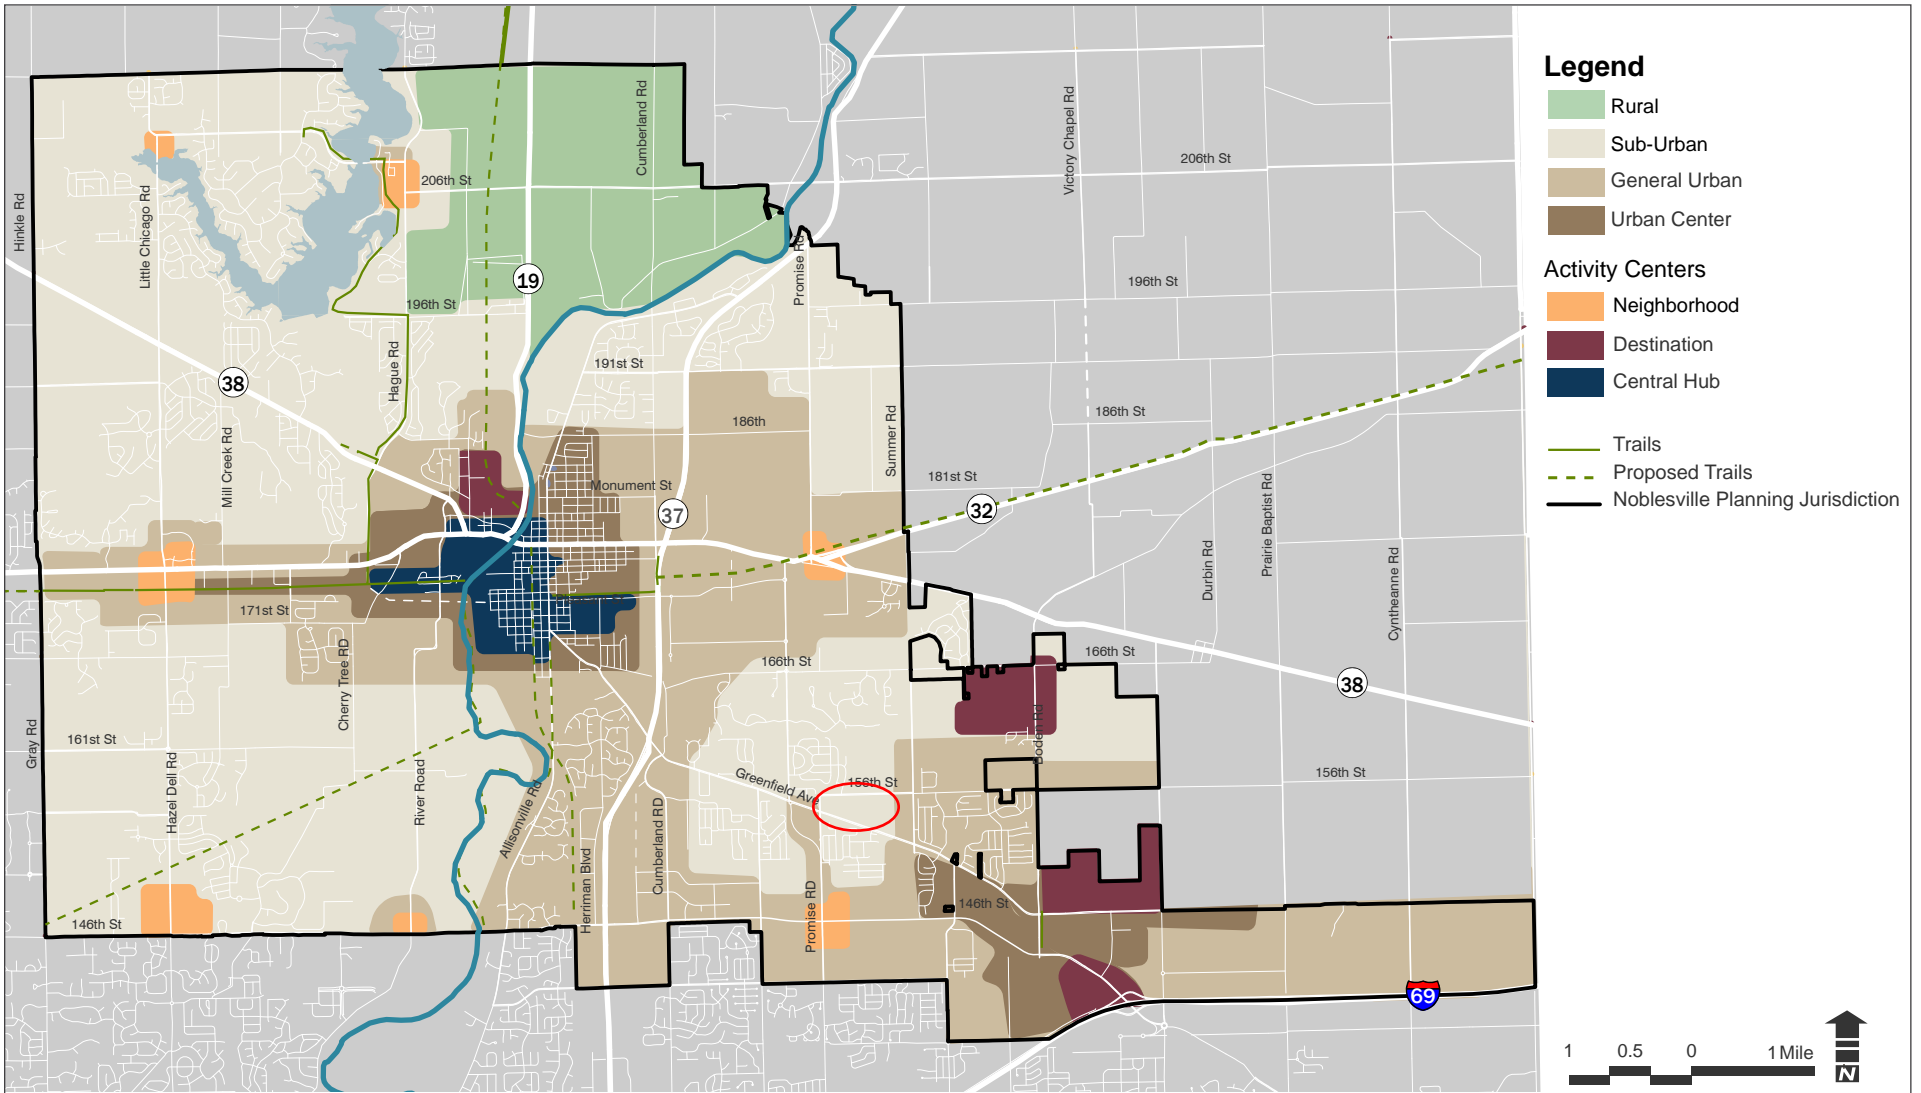 Legend
Rural
Sub-Urban
General Urban
Urban Center
Activity Centers
Neighborhood
Destination
Central Hub
Trails
Proposed Trails
Noblesville Planning Jurisdiction
1 0.5 0 1 Mile
N
Hinkle Rd
Little Chicago Rd
206th St
Cumberland Rd
Victory Chapel Rd
206th St
196th St
19
Promise Rd
196th St
38
Hague Rd
191st St
Mill Creek Rd
186th
Summer Rd
186th St
Monument St
37
181st St
32
Prairie Baptist Rd
Durbin Rd
Cyntheanne Rd
171st St
Cherry Tree RD
166th St
166th St
38
Gray Rd
161st St
Hazel Dell Rd
River Road
Allisonville Rd
Herriman Blvd
Cumberland RD
Greenfield Ave
156th St
Boden Rd
156th St
Promise RD
146th St
146th St
69